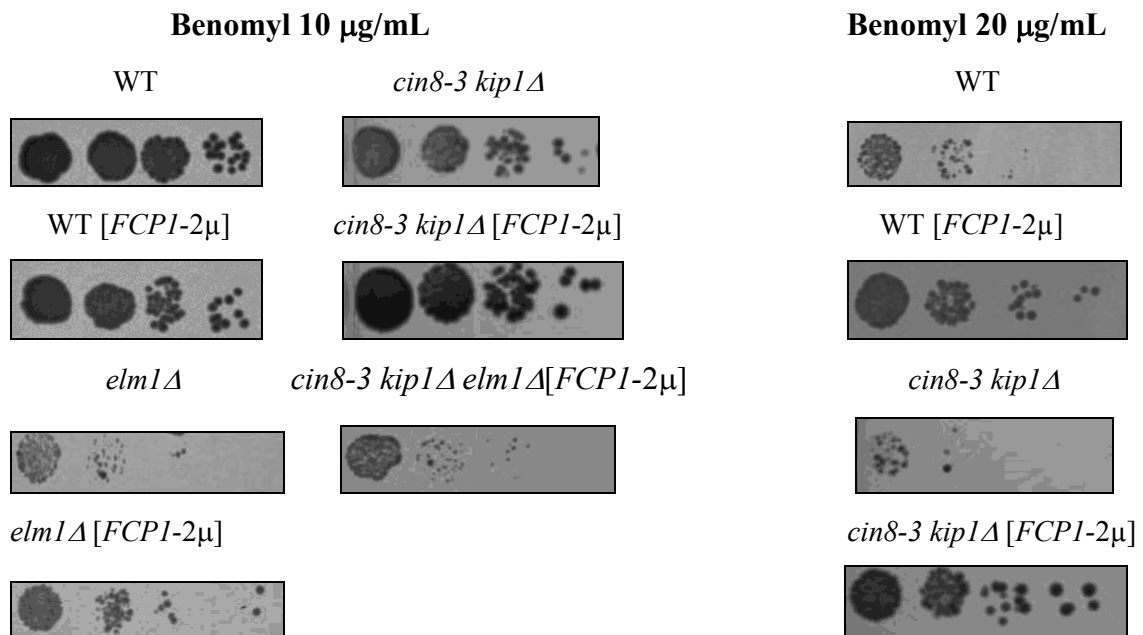 Benomyl 10 μg/mL
Benomyl 20 μg/mL
WT
cin8-3 kip1Δ
WT
WT [FCP1-2μ]
cin8-3 kip1Δ [FCP1-2μ]
WT [FCP1-2μ]
elm1Δ
cin8-3 kip1Δ elm1Δ[FCP1-2μ]
cin8-3 kip1Δ
elm1Δ [FCP1-2μ]
cin8-3 kip1Δ [FCP1-2μ]